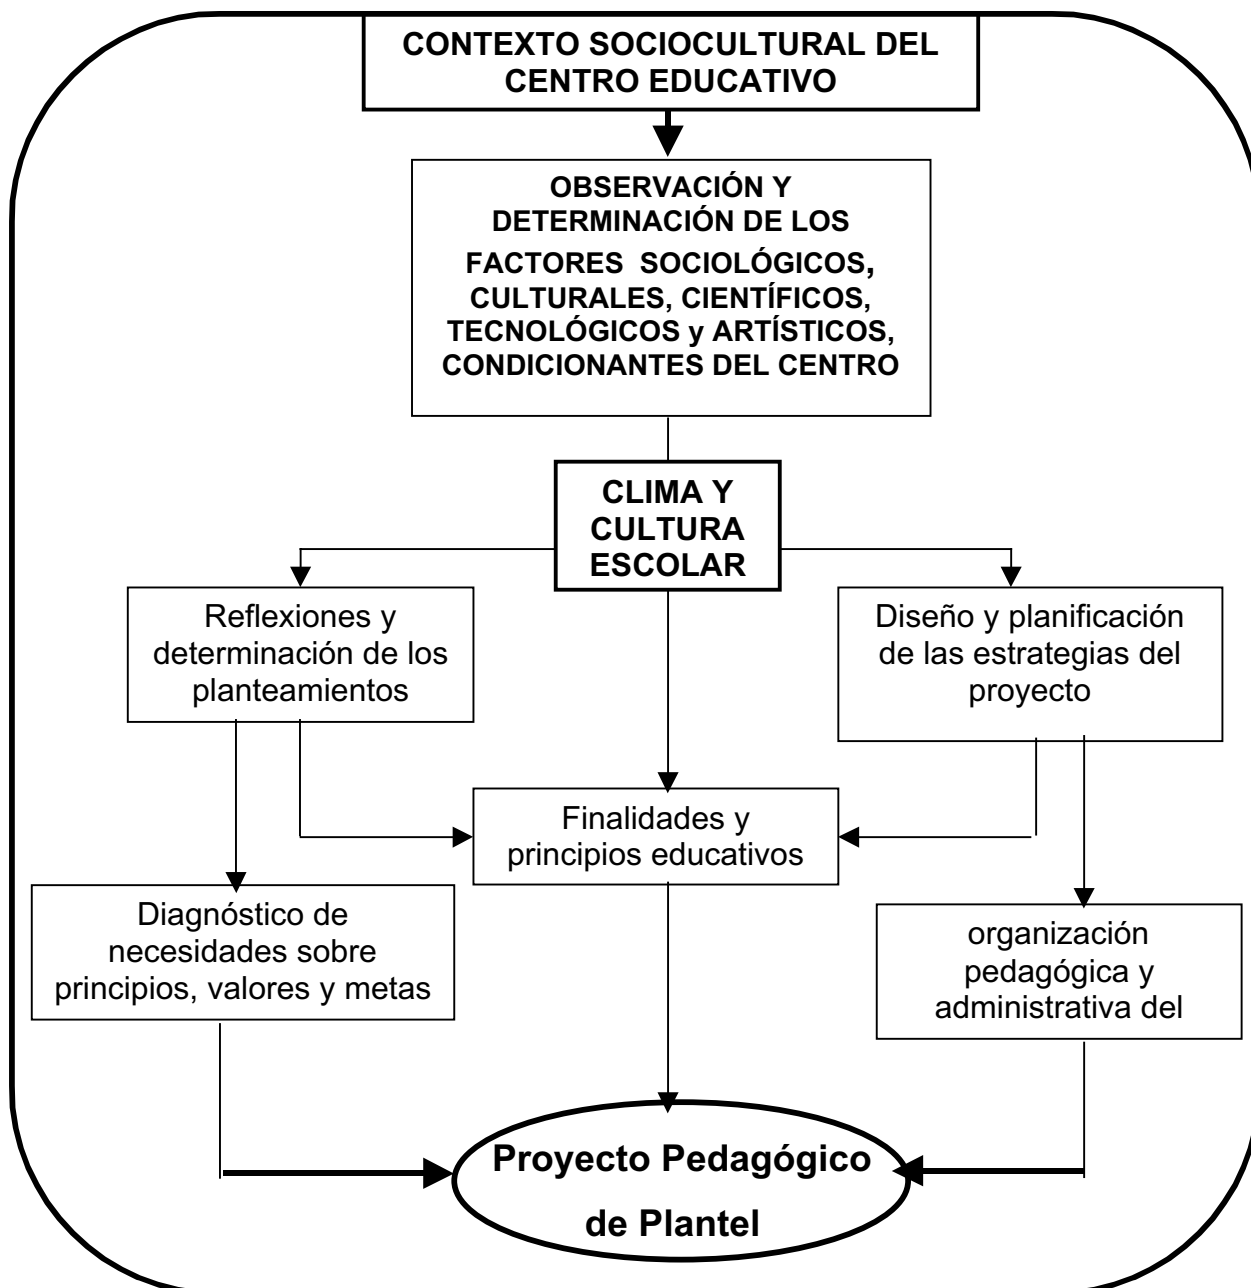 CONTEXTO SOCIOCULTURAL DEL
CENTRO EDUCATIVO
OBSERVACIÓN Y
DETERMINACIÓN DE LOS
FACTORES SOCIOLÓGICOS,
CULTURALES, CIENTÍFICOS,
TECNOLÓGICOS y ARTÍSTICOS,
CONDICIONANTES DEL CENTRO
CLIMA Y
CULTURA
ESCOLAR
Reflexiones y
determinación de los
planteamientos
Diseño y planificación
de las estrategias del
proyecto
Finalidades y
principios educativos
Diagnóstico de
necesidades sobre
principios, valores y metas
organización
pedagógica y
administrativa del
Proyecto Pedagógico
de Plantel